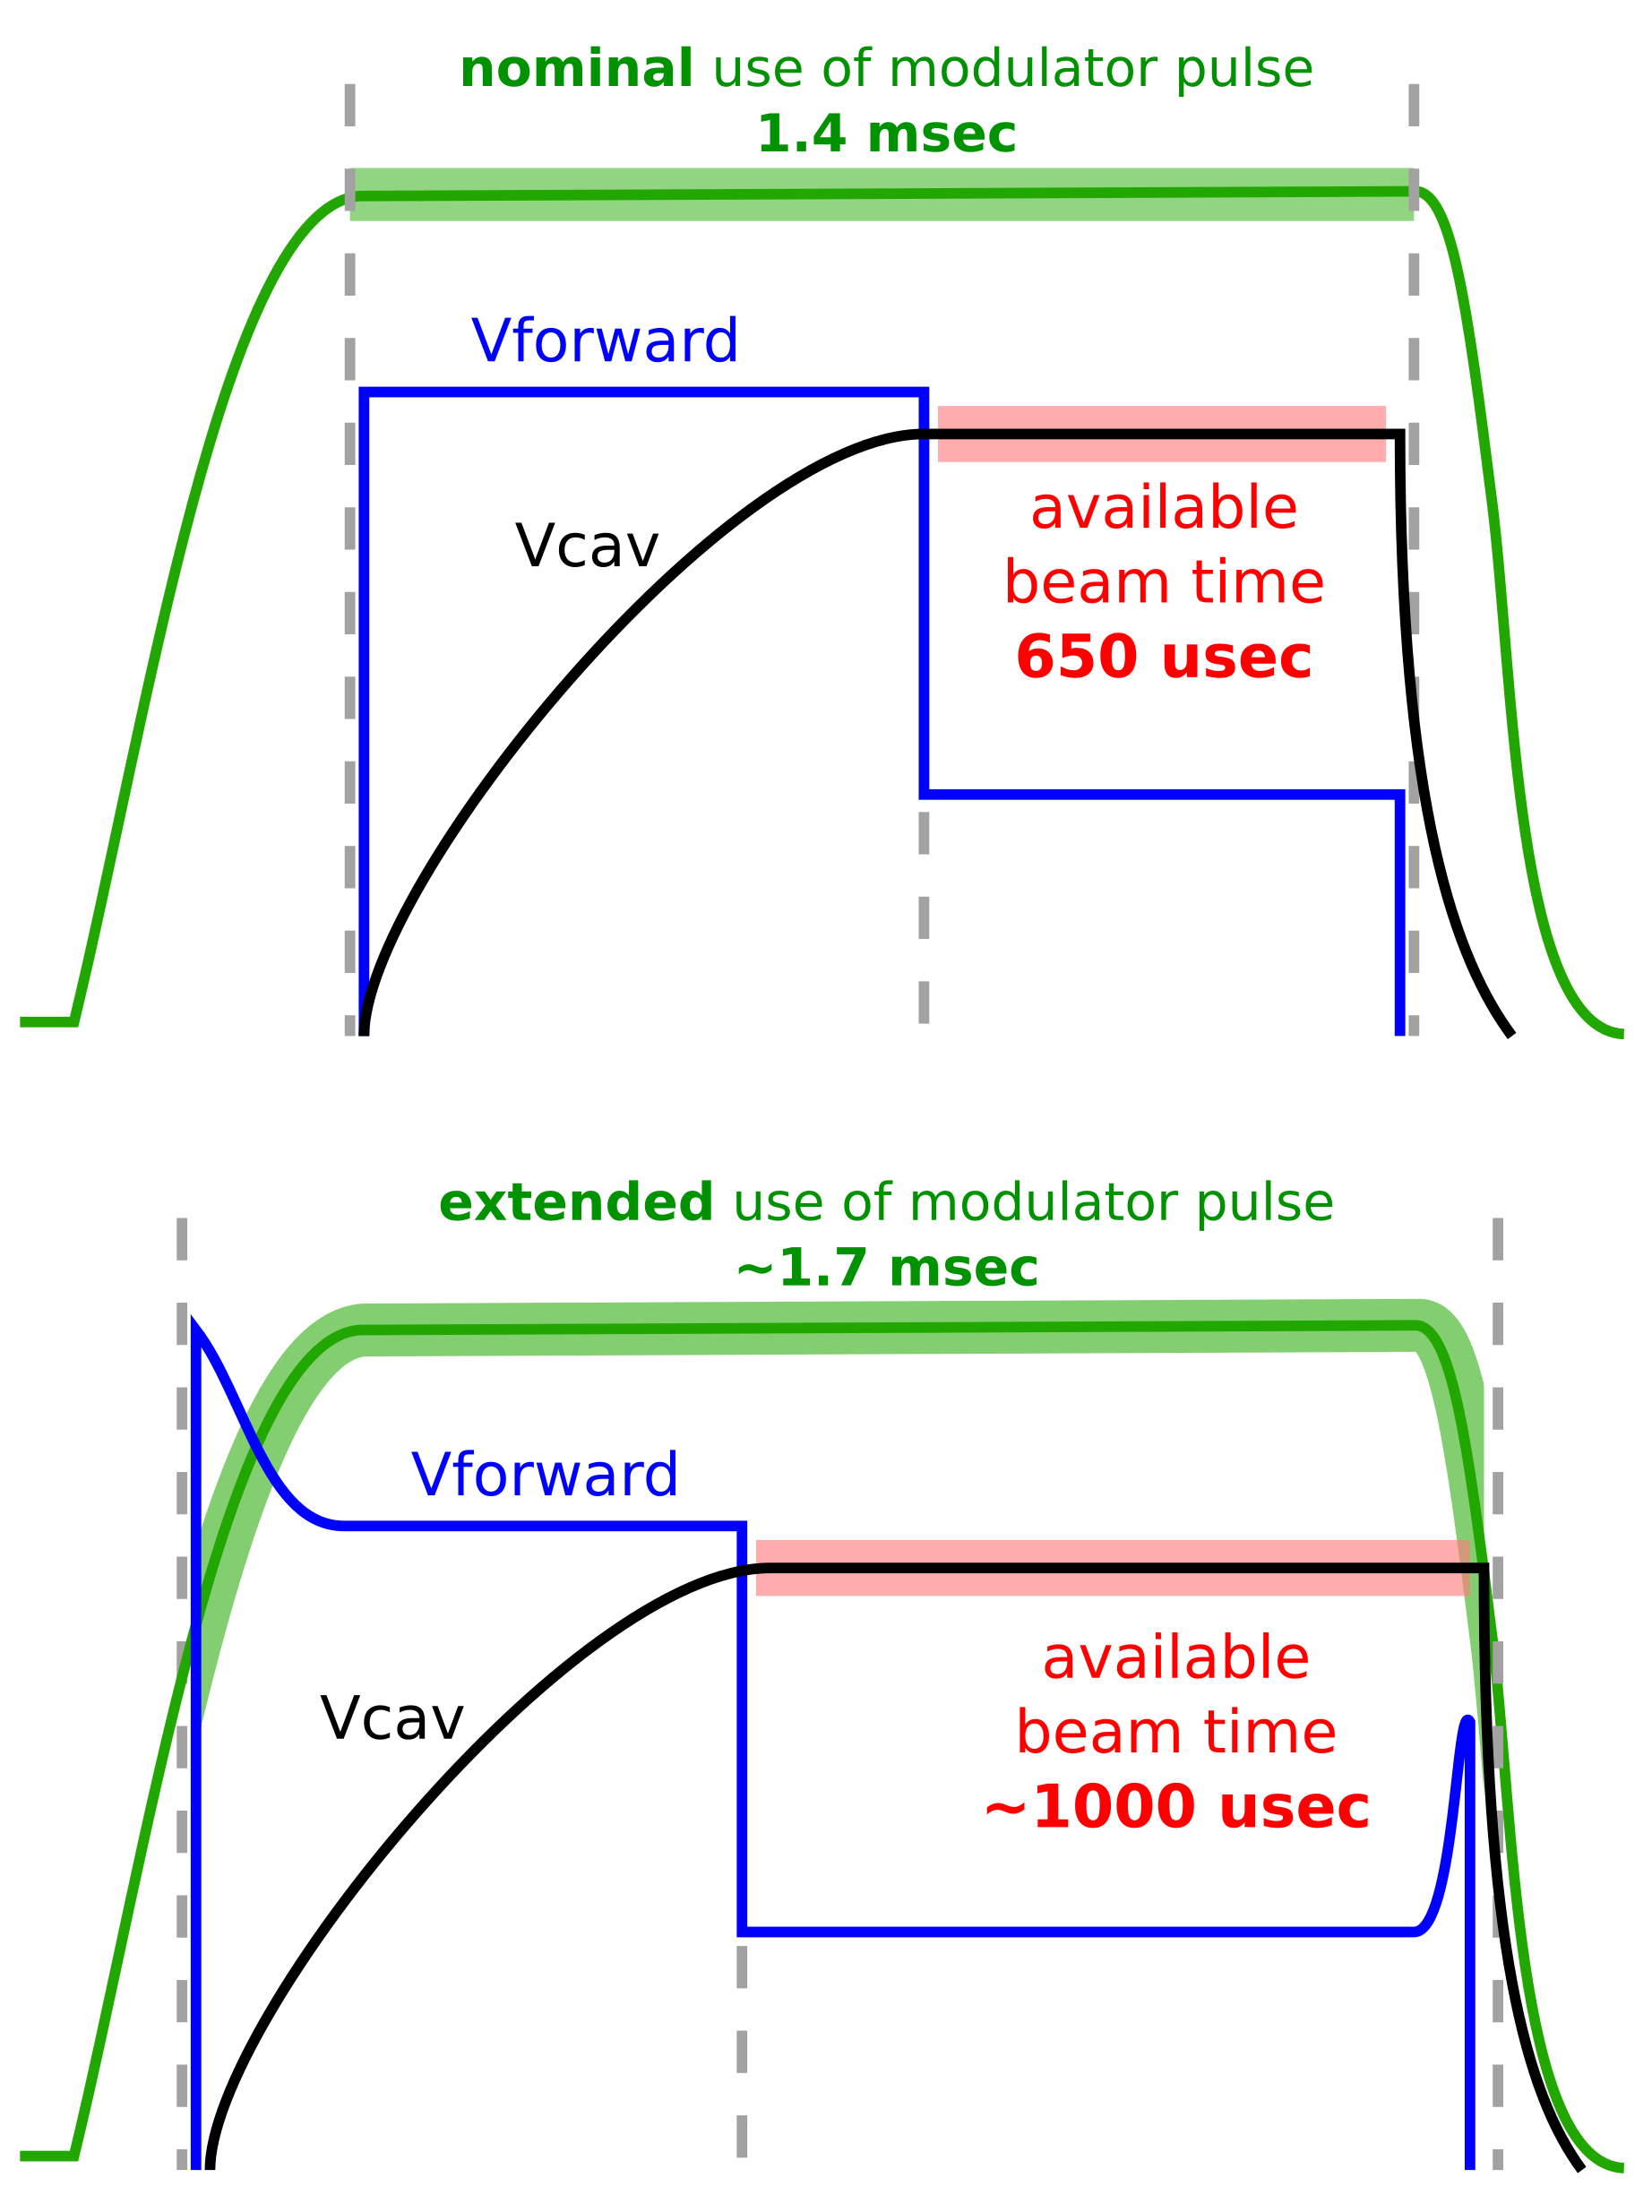 nominal use of modulator pulse
1.4 msec
Vforward
Vcav
available
beam time
650 usec
extended use of modulator pulse
~1.7 msec
Vforward
Vcav
available
beam time
~1000 usec